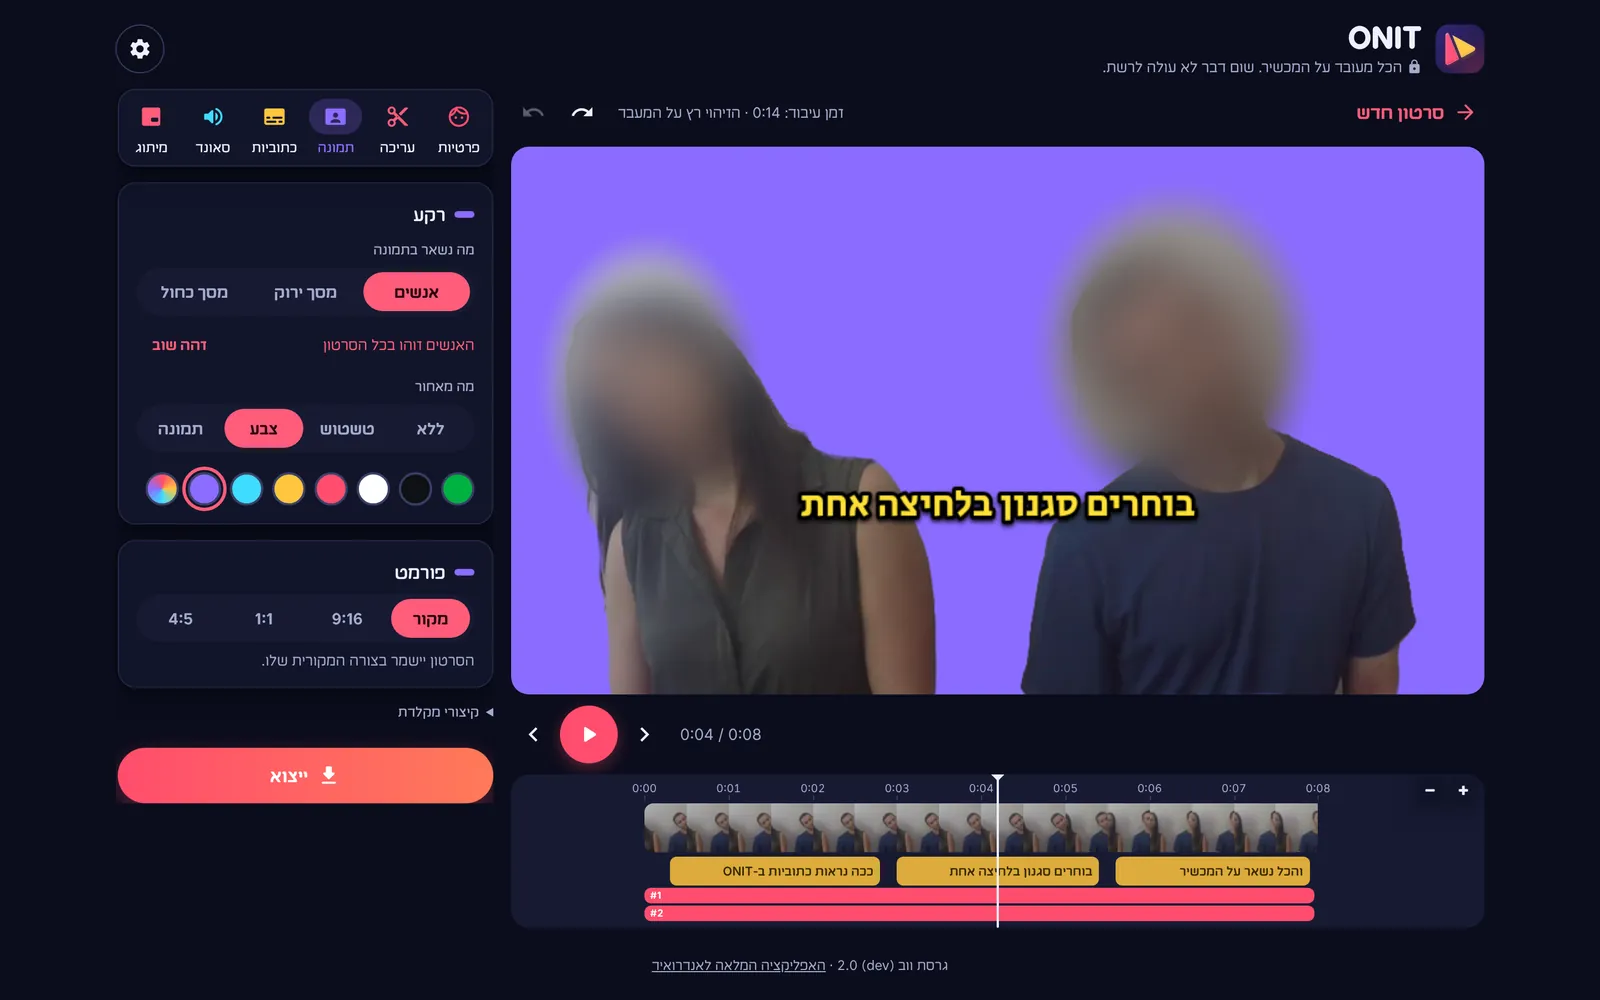 ONIT
הכל מעובד על המכשיר. שום דבר לא עולה לרשת.
סרטון חדש
זמן עיבוד: 0:14 · הזיהוי רץ על המעבד
פרטיות
עריכה
תמונה
כתוביות
סאונד
מיתוג
רקע
מה נשאר בתמונה
אנשים
מסך ירוק
מסך כחול
האנשים זוהו בכל הסרטון
זהה שוב
מה מאחור
ללא
טשטוש
צבע
תמונה
פורמט
מקור
9:16
1:1
4:5
הסרטון יישמר בצורה המקורית שלו.
קיצורי מקלדת
ייצוא
בוחרים סגנון בלחיצה אחת
0:04 / 0:08
0:00 0:01 0:02 0:03 0:04 0:05 0:06 0:07 0:08
ככה נראות כתוביות ב-ONIT
בוחרים סגנון בלחיצה אחת
והכל נשאר על המכשיר
#1
#2
גרסת ווב 2.0 (dev) · האפליקציה המלאה לאנדרואיד